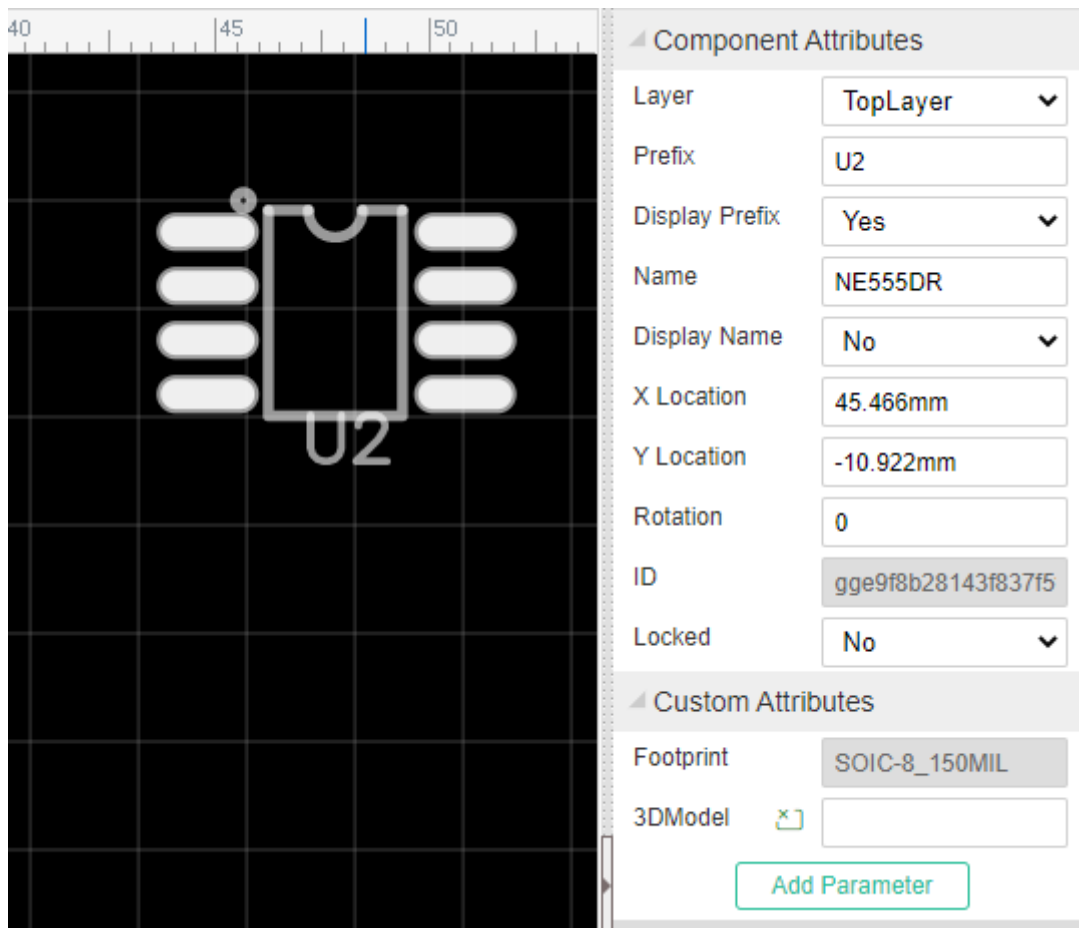 40 45 50
U2
Component Attributes
Layer TopLayer
Prefix U2
Display Prefix Yes
Name NE555DR
Display Name No
X Location 45.466mm
Y Location -10.922mm
Rotation 0
ID gge9f8b28143f837f5
Locked No
Custom Attributes
Footprint SOIC-8_150MIL
3DModel
Add Parameter